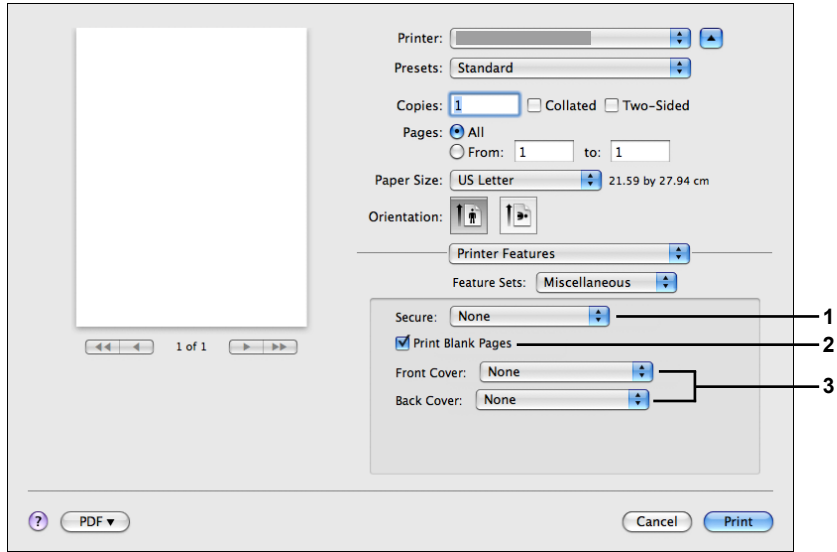 Printer:
Presets: Standard
Copies: 1 Collated Two-Sided
Pages: All
From: 1 to: 1
Paper Size: US Letter 21.59 by 27.94 cm
Orientation:
Printer Features
Feature Sets: Miscellaneous
Secure: None 1
Print Blank Pages 2
Front Cover: None
3
Back Cover: None
1 of 1
? PDF▼ Cancel Print